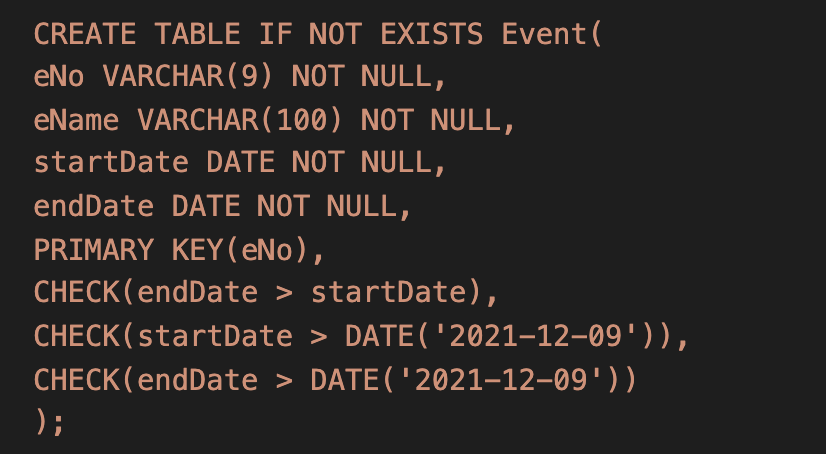 CREATE TABLE IF NOT EXISTS Event(
eNo VARCHAR(9) NOT NULL,
eName VARCHAR(100) NOT NULL,
startDate DATE NOT NULL,
endDate DATE NOT NULL,
PRIMARY KEY(eNo),
CHECK(endDate > startDate),
CHECK(startDate > DATE('2021-12-09')),
CHECK(endDate > DATE('2021-12-09'))
);